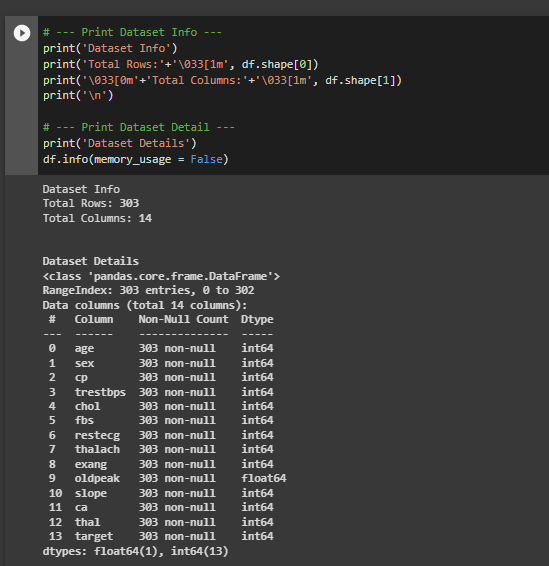 # --- Print Dataset Info ---
print('Dataset Info')
print('Total Rows:'+'\033[1m', df.shape[0])
print('\033[0m'+'Total Columns:'+'\033[1m', df.shape[1])
print('\n')
# --- Print Dataset Detail ---
print('Dataset Details')
df.info(memory_usage = False)
Dataset Info
Total Rows: 303
Total Columns: 14
Dataset Details
<class 'pandas.core.frame.DataFrame'>
RangeIndex: 303 entries, 0 to 302
Data columns (total 14 columns):
 #   Column    Non-Null Count  Dtype
---  ------    --------------  -----
 0   age       303 non-null    int64
 1   sex       303 non-null    int64
 2   cp        303 non-null    int64
 3   trestbps  303 non-null    int64
 4   chol      303 non-null    int64
 5   fbs       303 non-null    int64
 6   restecg   303 non-null    int64
 7   thalach   303 non-null    int64
 8   exang     303 non-null    int64
 9   oldpeak   303 non-null    float64
 10  slope     303 non-null    int64
 11  ca        303 non-null    int64
 12  thal      303 non-null    int64
 13  target    303 non-null    int64
dtypes: float64(1), int64(13)